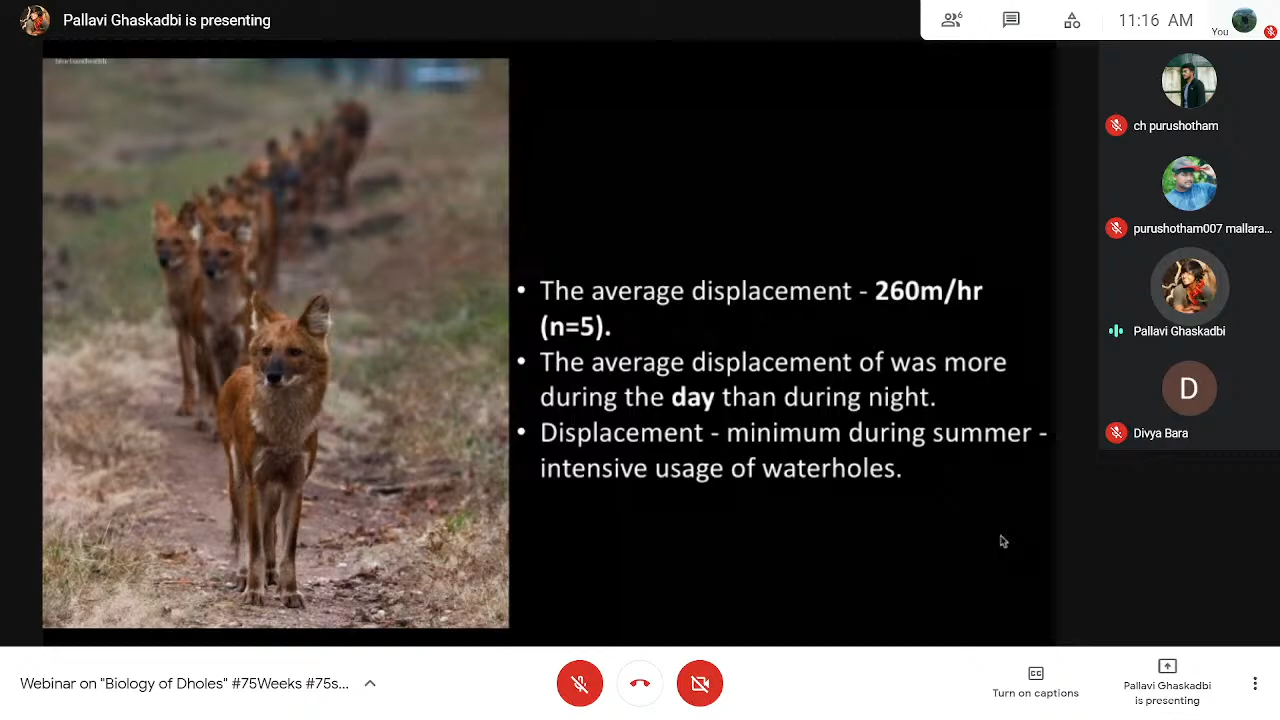 Pallavi Ghaskadbi is presenting
6
11:16 AM
You
ch purushotham
purushotham007 mallara...
Pallavi Ghaskadbi
D
Divya Bara
• The average displacement - 260m/hr
(n=5).
• The average displacement of was more
during the day than during night.
• Displacement - minimum during summer -
intensive usage of waterholes.
Webinar on "Biology of Dholes" #75Weeks #75s...
CC
Turn on captions
Pallavi Ghaskadbi
is presenting